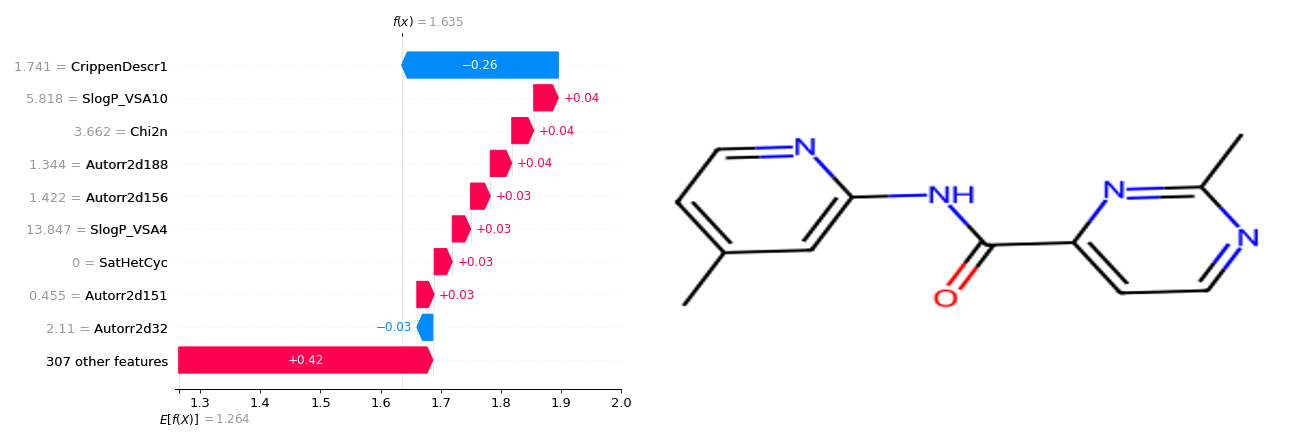 f(x) = 1.635
1.741 = CrippenDescr1
−0.26
5.818 = SlogP_VSA10
+0.04
3.662 = Chi2n
+0.04
1.344 = Autorr2d188
+0.04
1.422 = Autorr2d156
+0.03
13.847 = SlogP_VSA4
+0.03
0 = SatHetCyc
+0.03
0.455 = Autorr2d151
+0.03
2.11 = Autorr2d32
−0.03
307 other features
+0.42
1.3 1.4 1.5 1.6 1.7 1.8 1.9 2.0
E[f(X)] = 1.264
N
NH
O
N
N